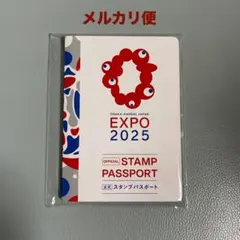 メルカリ便
OSAKA, KANSAI, JAPAN
EXPO
2025
OFFICIAL STAMP
PASSPORT
公式 スタンプパスポート